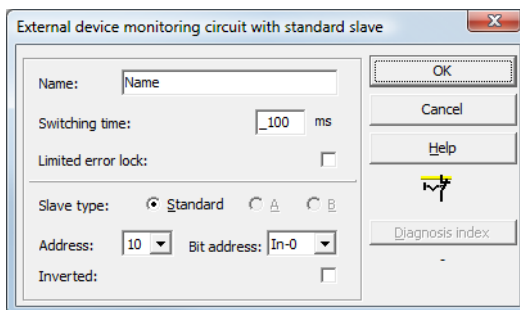 External device monitoring circuit with standard slave
Name: Name
Switching time: _100 ms
Limited error lock:
Slave type: Standard A B
Address: 10 Bit address: In-0
Inverted:
OK
Cancel
Help
Diagnosis index
-